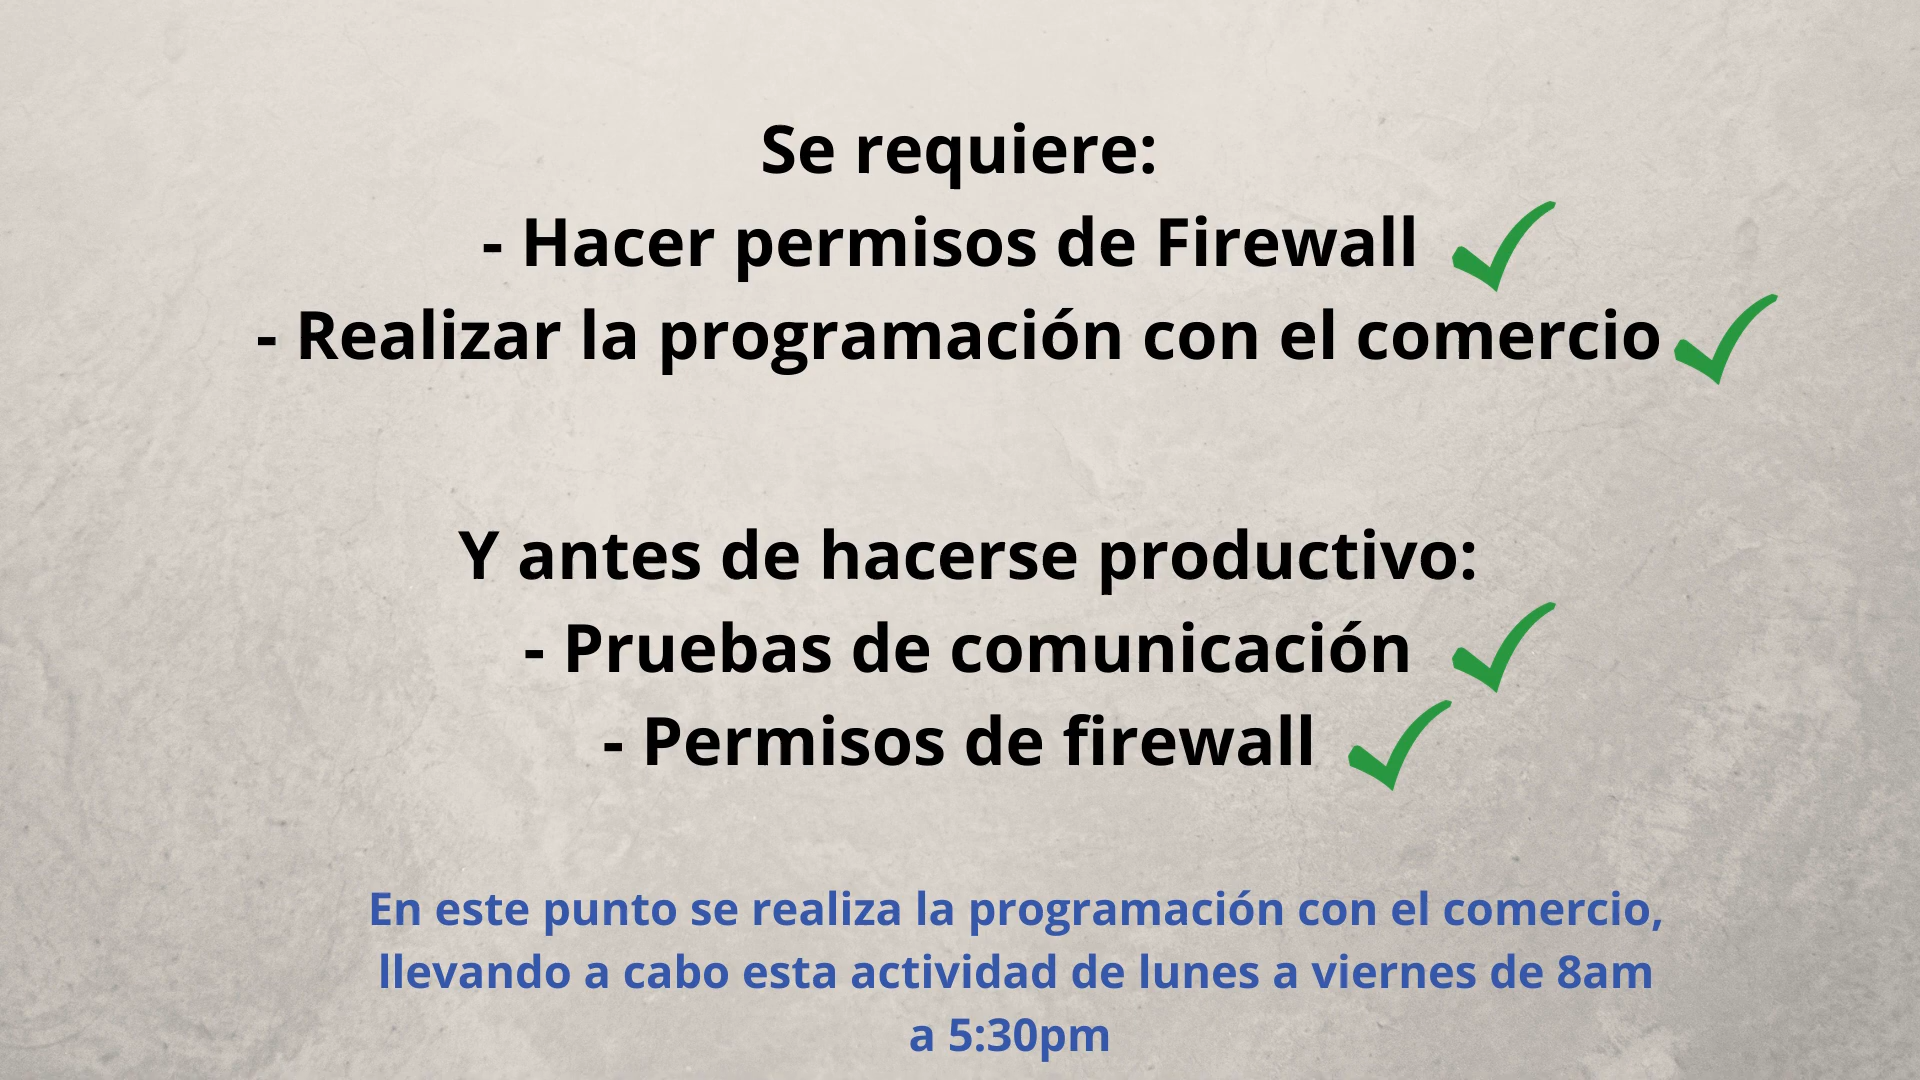 Se requiere:
- Hacer permisos de Firewall
- Realizar la programación con el comercio
Y antes de hacerse productivo:
- Pruebas de comunicación
- Permisos de firewall
En este punto se realiza la programación con el comercio,
llevando a cabo esta actividad de lunes a viernes de 8am
a 5:30pm